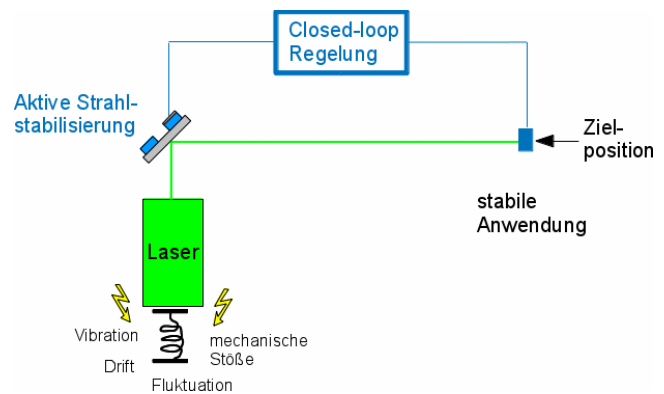 Closed-loop
Regelung
Aktive Strahl-
stabilisierung
Ziel-
position
stabile
Anwendung
Laser
Vibration
mechanische
Stöße
Drift
Fluktuation